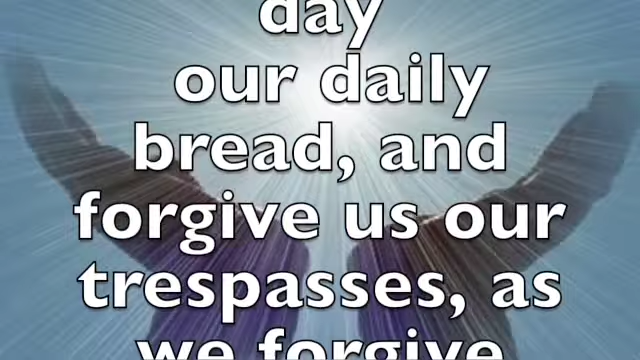 day
our daily
bread, and
forgive us our
trespasses, as
we forgive